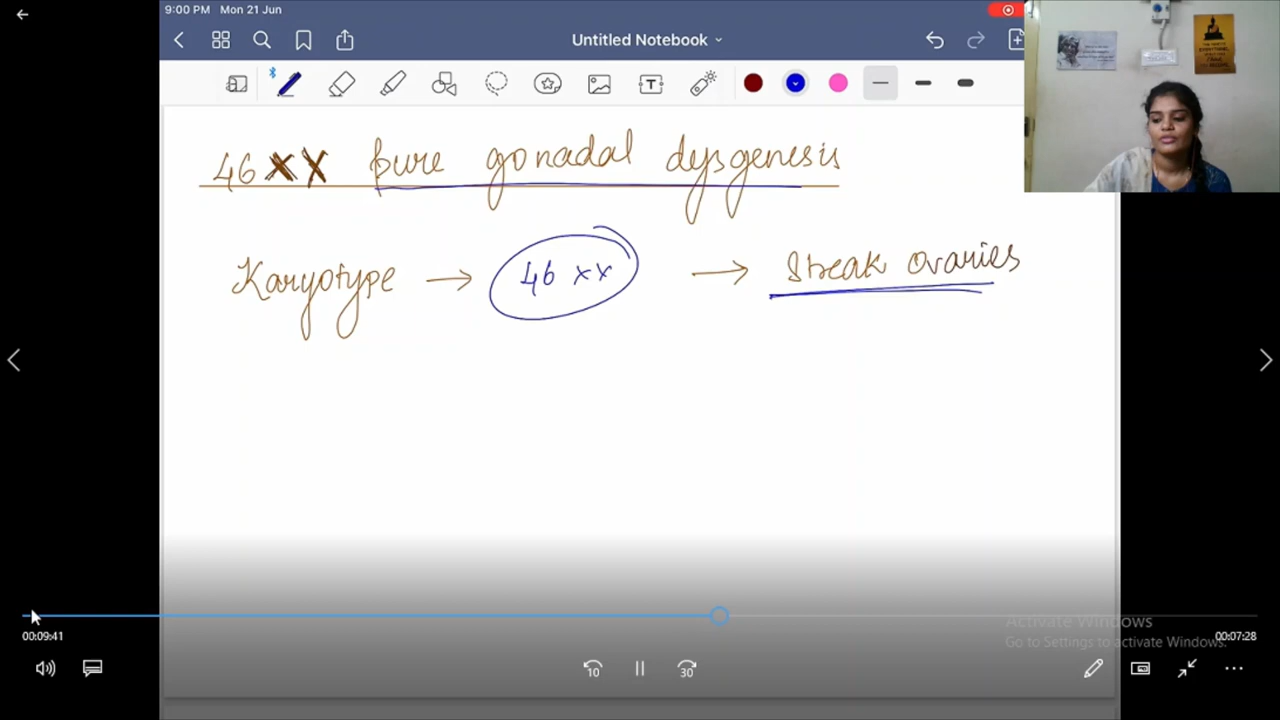 9:00 PM Mon 21 Jun
Untitled Notebook
46 XX pure gonadal dysgenesis
Karyotype → 46 XX → Streak ovaries
Activate Windows
Go to Settings to activate Windows.
00:09:41
00:07:28
10
30